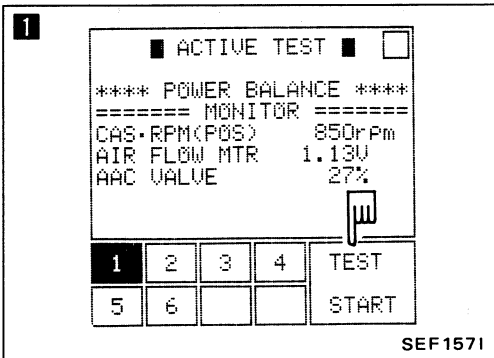 1
■ ACTIVE TEST ■
**** POWER BALANCE ****
======= MONITOR =======
CAS•RPM(POS) 850rpm
AIR FLOW MTR 1.13V
AAC VALVE 27%
1 2 3 4 TEST
5 6 START
SEF157I